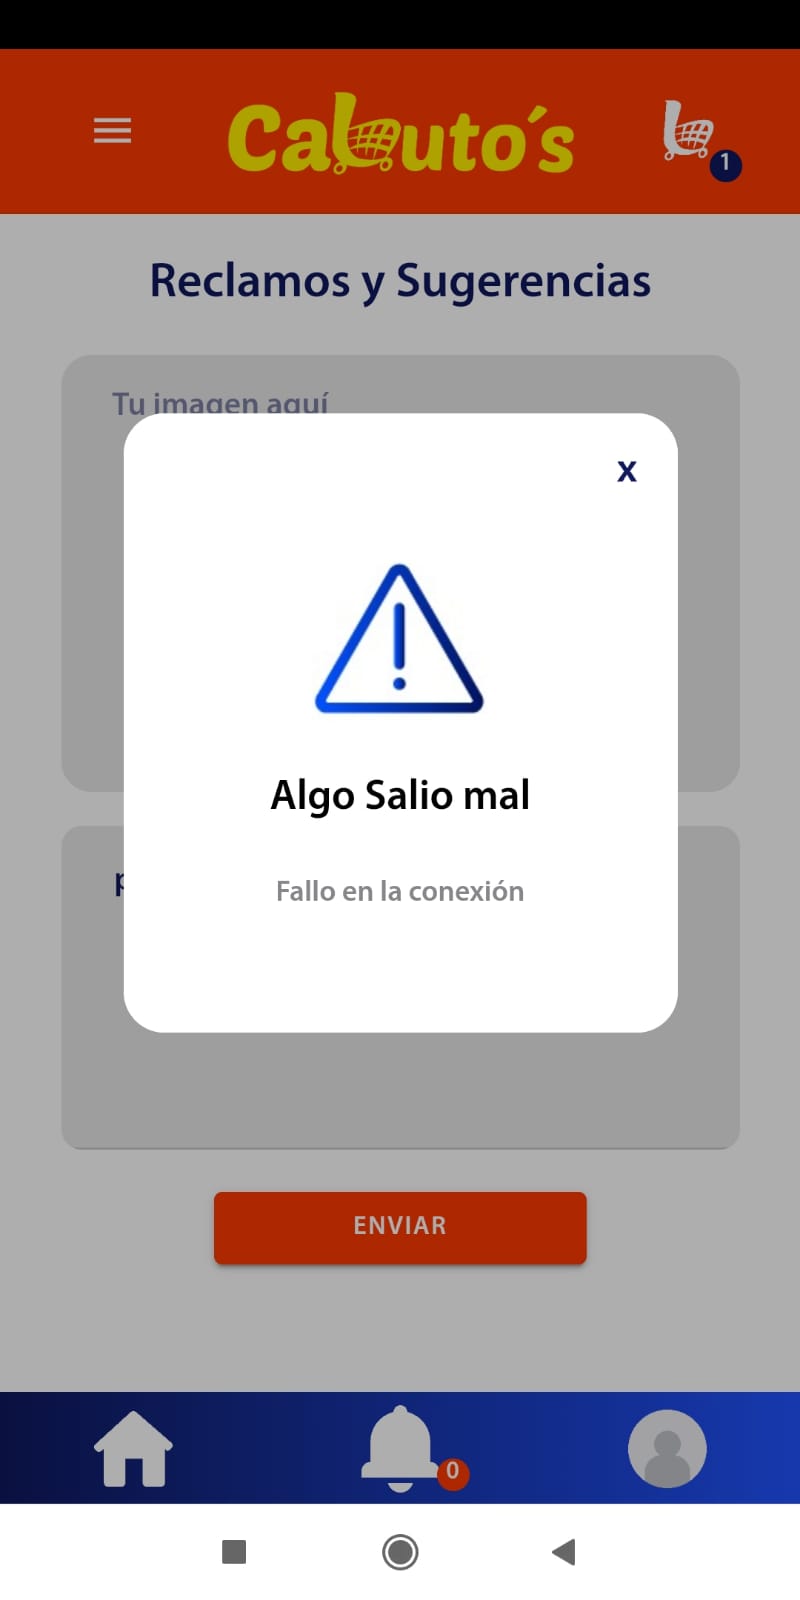 Cabuto´s
1
Reclamos y Sugerencias
Tu imagen aquí
x
Algo Salio mal
Fallo en la conexión
ENVIAR
0